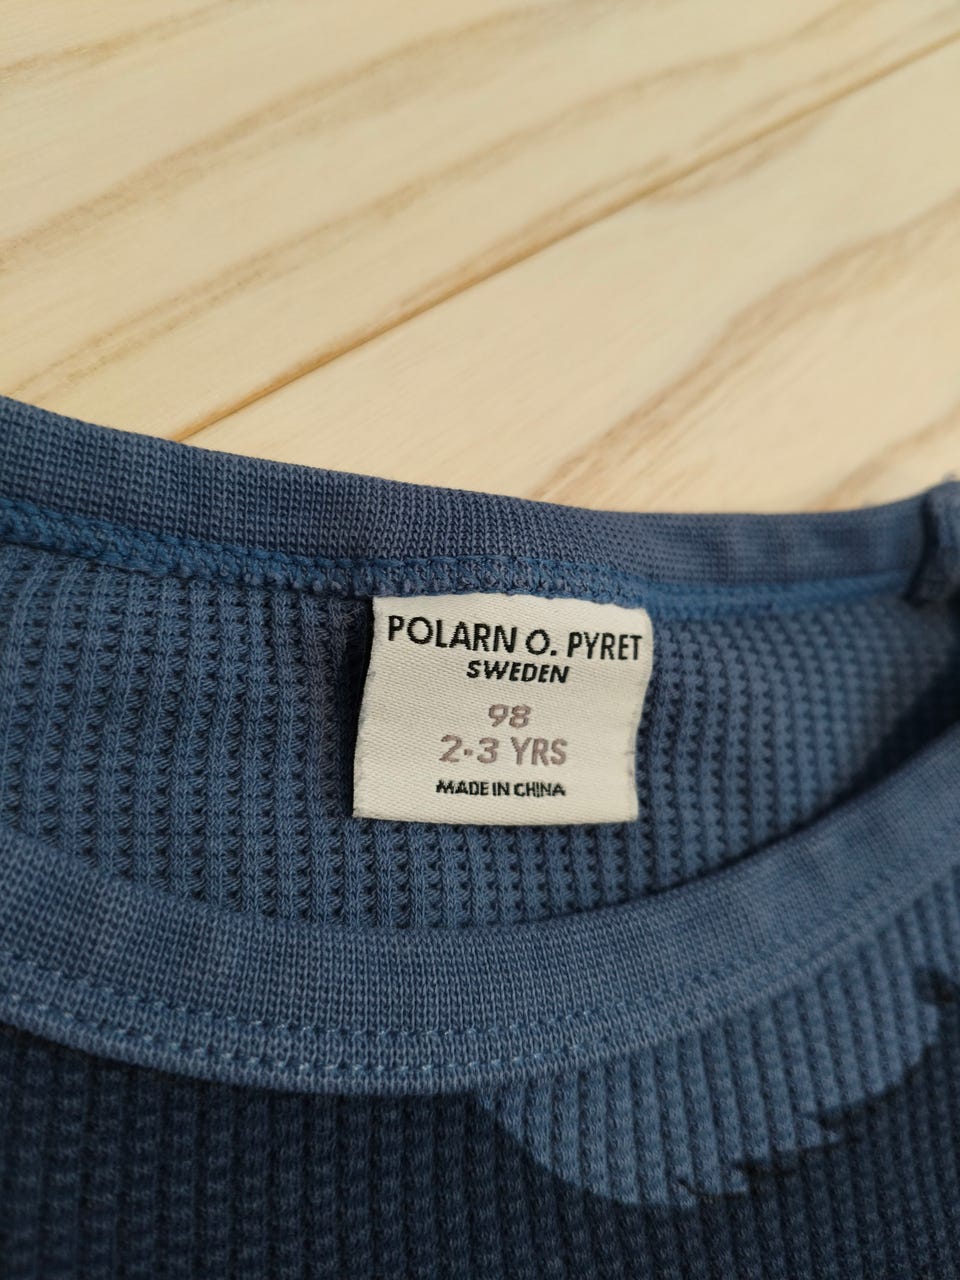 POLARN O. PYRET
SWEDEN
98
2-3 YRS
MADE IN CHINA